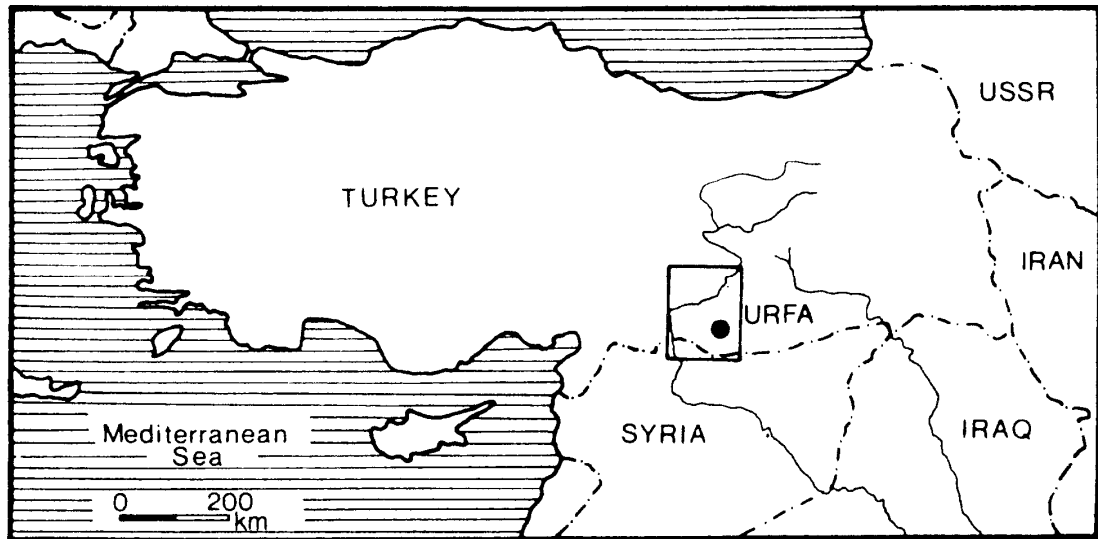 USSR
TURKEY
IRAN
URFA
SYRIA
IRAQ
Mediterranean
Sea
0 200
km